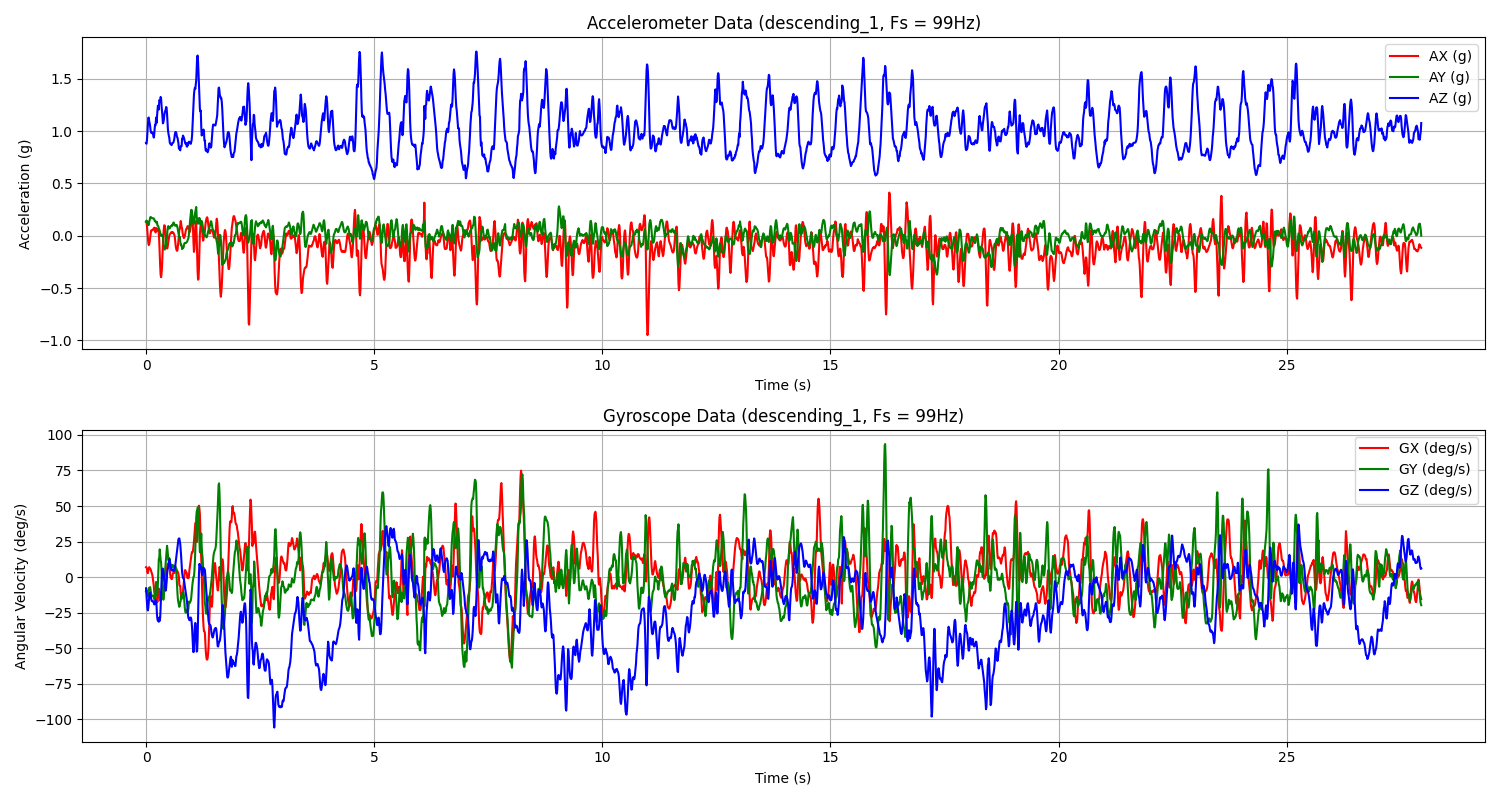 Accelerometer Data (descending_1, Fs = 99Hz)
Acceleration (g)
1.5
1.0
0.5
0.0
−0.5
−1.0
AX (g)
AY (g)
AZ (g)
0 5 10 15 20 25
Time (s)
Gyroscope Data (descending_1, Fs = 99Hz)
Angular Velocity (deg/s)
100
75
50
25
0
−25
−50
−75
−100
GX (deg/s)
GY (deg/s)
GZ (deg/s)
0 5 10 15 20 25
Time (s)